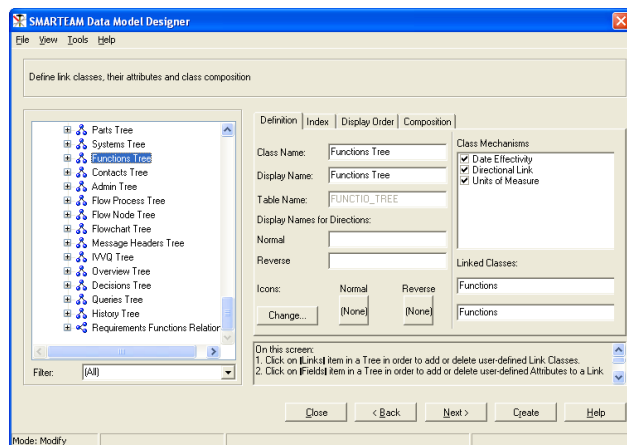 SMARTEAM Data Model Designer
File View Tools Help
Define link classes, their attributes and class composition
Parts Tree
Systems Tree
Functions Tree
Contacts Tree
Admin Tree
Flow Process Tree
Flow Node Tree
Flowchart Tree
Message Headers Tree
IVVQ Tree
Overview Tree
Decisions Tree
Queries Tree
History Tree
Requirements Functions Relation
Filter: (All)
Definition Index Display Order Composition
Class Name: Functions Tree
Display Name: Functions Tree
Table Name: FUNCTIO_TREE
Display Names for Directions:
Normal
Reverse
Icons: Normal Reverse
Change... (None) (None)
Class Mechanisms
Date Effectivity
Directional Link
Units of Measure
Linked Classes:
Functions
Functions
On this screen:
1. Click on |Links| item in a Tree in order to add or delete user-defined Link Classes.
2. Click on |Fields| item in a Tree in order to add or delete user-defined Attributes to a Link
Close < Back Next > Create Help
Mode: Modify